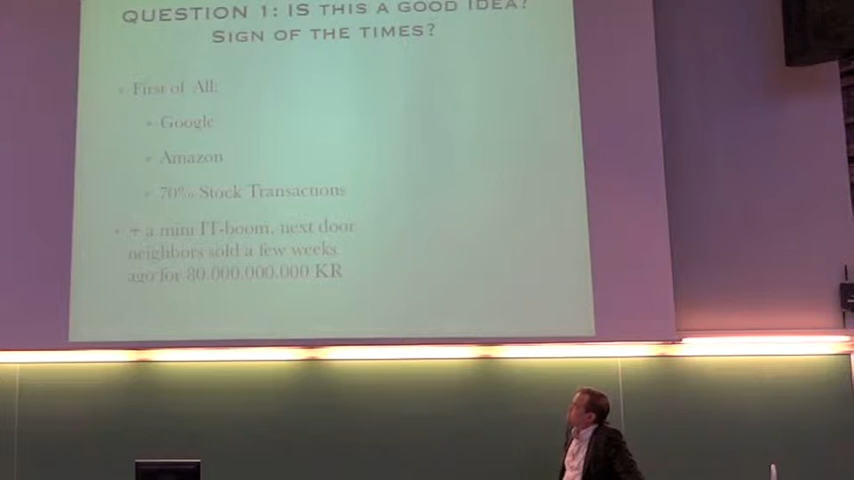 QUESTION 1: IS THIS A GOOD IDEA?
SIGN OF THE TIMES?
First of All:
Google
Amazon
70% Stock Transactions
+ a mini IT-boom, next door
neighbors sold a few weeks
ago for 80.000.000.000 KR